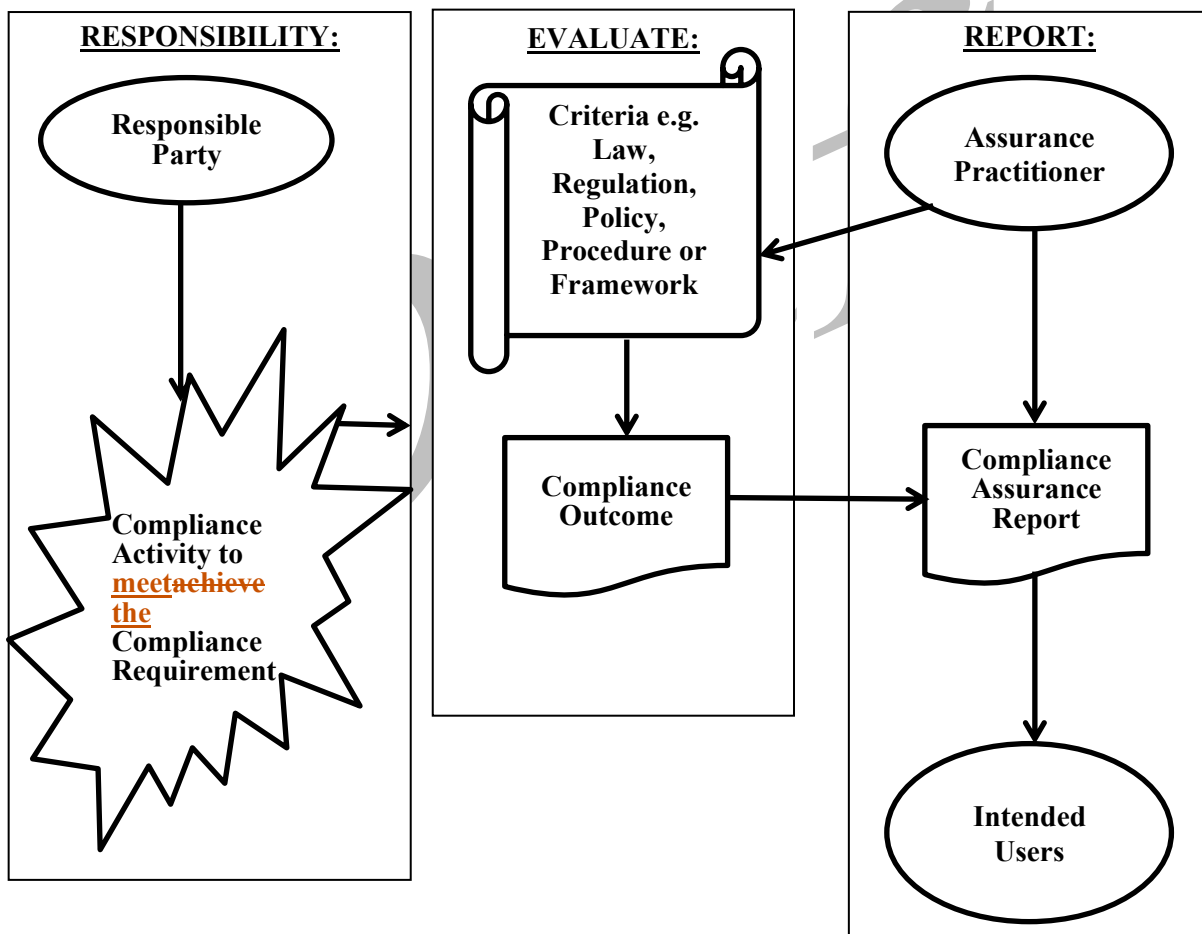 RESPONSIBILITY:
Responsible
Party
Compliance
Activity to
meetachieve
the
Compliance
Requirement
EVALUATE:
Criteria e.g.
Law,
Regulation,
Policy,
Procedure or
Framework
Compliance
Outcome
REPORT:
Assurance
Practitioner
Compliance
Assurance
Report
Intended
Users